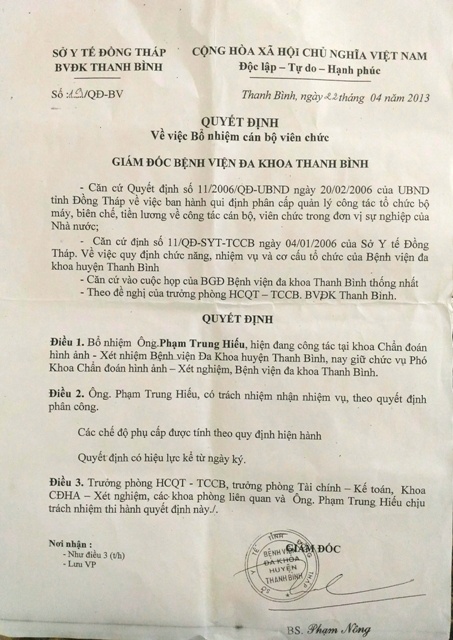 SỞ Y TẾ ĐỒNG THÁP
BVĐK THANH BÌNH
CỘNG HÒA XÃ HỘI CHỦ NGHĨA VIỆT NAM
Độc lập – Tự do – Hạnh phúc
Số :19/QĐ-BV
Thanh Bình, ngày 22 tháng 04 năm 2013
QUYẾT ĐỊNH
Về việc Bổ nhiệm cán bộ viên chức
GIÁM ĐỐC BỆNH VIỆN ĐA KHOA THANH BÌNH
- Căn cứ Quyết định số 11/2006/QĐ-UBND ngày 20/02/2006 của UBND
tỉnh Đồng Tháp về việc ban hành qui định phân cấp quản lý công tác tổ chức bộ
máy, biên chế, tiền lương về công tác cán bộ, viên chức trong đơn vị sự nghiệp của
Nhà nước;
- Căn cứ định số 11/QĐ-SYT-TCCB ngày 04/01/2006 của Sở Y tế Đồng
Tháp. Về việc quy định chức năng, nhiệm vụ và cơ cấu tổ chức của Bệnh viện đa
khoa huyện Thanh Bình
- Căn cứ vào cuộc họp của BGĐ Bệnh viện đa khoa Thanh Bình thống nhất
- Theo đề nghị của trưởng phòng HCQT – TCCB. BVĐK Thanh Bình.
QUYẾT ĐỊNH
Điều 1. Bổ nhiệm Ông.Phạm Trung Hiếu, hiện đang công tác tại khoa Chẩn đoán
hình ảnh - Xét nhiệm Bệnh viện Đa Khoa huyện Thanh Bình, nay giữ chức vụ Phó
Khoa Chẩn đoán hình ảnh – Xét nghiệm, Bệnh viện đa khoa Thanh Bình.
Điều 2. Ông. Phạm Trung Hiếu, có trách nhiệm nhận nhiệm vụ, theo quyết định
phân công.
Các chế độ phụ cấp được tính theo quy định hiện hành
Quyết định có hiệu lực kể từ ngày ký.
Điều 3. Trưởng phòng HCQT - TCCB, trưởng phòng Tài chính – Kế toán, Khoa
CĐHA – Xét nghiệm, các khoa phòng liên quan và Ông. Phạm Trung Hiếu chịu
trách nhiệm thi hành quyết định này./.
Nơi nhận :
- Như điều 3 (t/h)
- Lưu VP
GIÁM ĐỐC
SỞ Y TẾ TỈNH ĐỒNG THÁP
BỆNH VIỆN
ĐA KHOA
HUYỆN
THANH BÌNH
BS. Phạm Nông